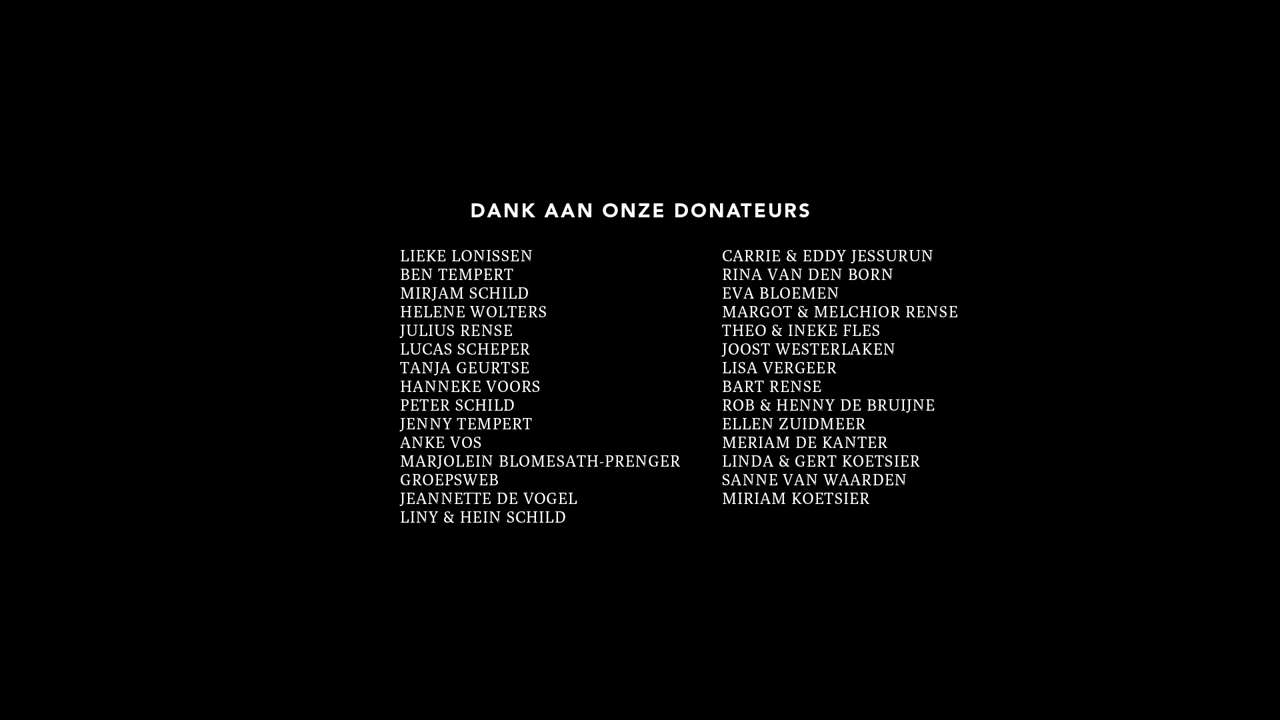 DANK AAN ONZE DONATEURS
LIEKE LONISSEN
BEN TEMPERT
MIRJAM SCHILD
HELENE WOLTERS
JULIUS RENSE
LUCAS SCHEPER
TANJA GEURTSE
HANNEKE VOORS
PETER SCHILD
JENNY TEMPERT
ANKE VOS
MARJOLEIN BLOMESATH-PRENGER
GROEPSWEB
JEANNETTE DE VOGEL
LINY & HEIN SCHILD
CARRIE & EDDY JESSURUN
RINA VAN DEN BORN
EVA BLOEMEN
MARGOT & MELCHIOR RENSE
THEO & INEKE FLES
JOOST WESTERLAKEN
LISA VERGEER
BART RENSE
ROB & HENNY DE BRUIJNE
ELLEN ZUIDMEER
MERIAM DE KANTER
LINDA & GERT KOETSIER
SANNE VAN WAARDEN
MIRIAM KOETSIER